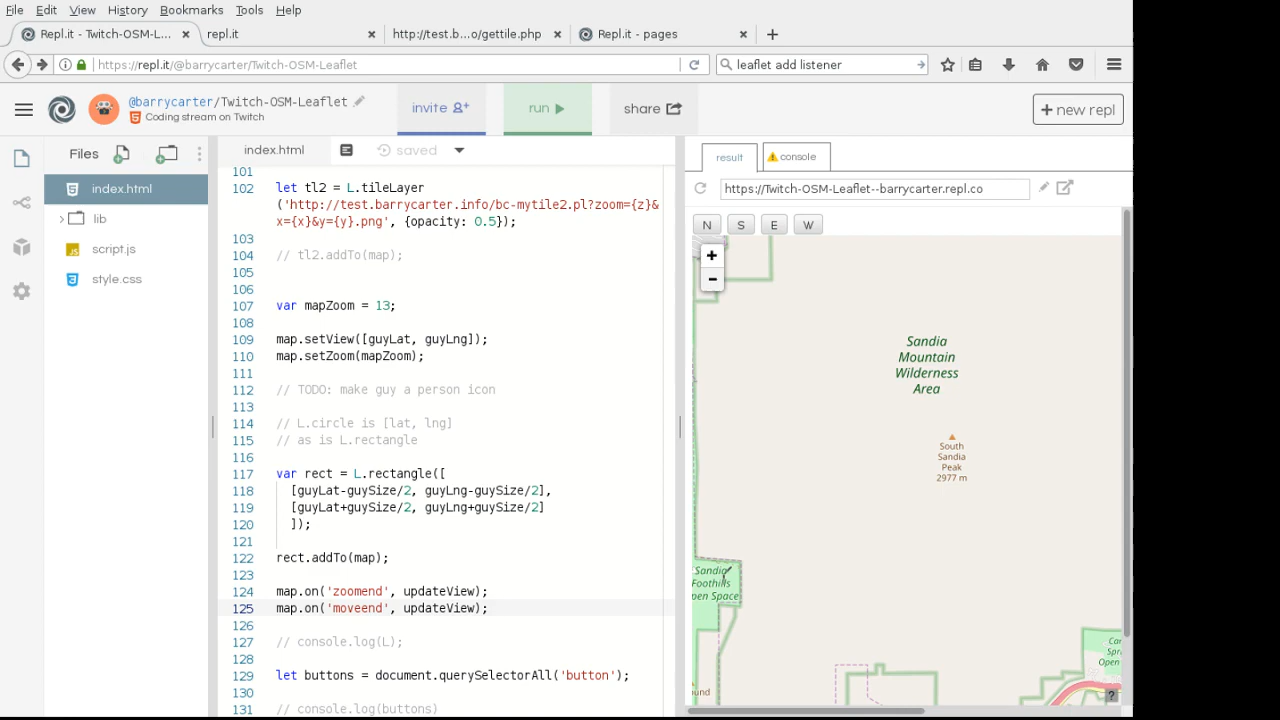 File Edit View History Bookmarks Tools Help
Repl.it - Twitch-OSM-L... × repl.it × http://test.b...o/gettile.php × Repl.it - pages × +
https://repl.it/@barrycarter/Twitch-OSM-Leaflet leaflet add listener
@barrycarter/Twitch-OSM-Leaflet
Coding stream on Twitch
invite run share + new repl
Files
index.html
lib
script.js
style.css
index.html saved
101
102 let tl2 = L.tileLayer
('http://test.barrycarter.info/bc-mytile2.pl?zoom={z}&
x={x}&y={y}.png', {opacity: 0.5});
103
104 // tl2.addTo(map);
105
106
107 var mapZoom = 13;
108
109 map.setView([guyLat, guyLng]);
110 map.setZoom(mapZoom);
111
112 // TODO: make guy a person icon
113
114 // L.circle is [lat, lng]
115 // as is L.rectangle
116
117 var rect = L.rectangle([
118 [guyLat-guySize/2, guyLng-guySize/2],
119 [guyLat+guySize/2, guyLng+guySize/2]
120 ]);
121
122 rect.addTo(map);
123
124 map.on('zoomend', updateView);
125 map.on('moveend', updateView);
126
127 // console.log(L);
128
129 let buttons = document.querySelectorAll('button');
130
131 // console.log(buttons)
result console
https://Twitch-OSM-Leaflet--barrycarter.repl.co
N S E W
+
−
Sandia
Mountain
Wilderness
Area
South
Sandia
Peak
2977 m
Sandia
Foothills
pen Space
Car
Spr
Open
und
?